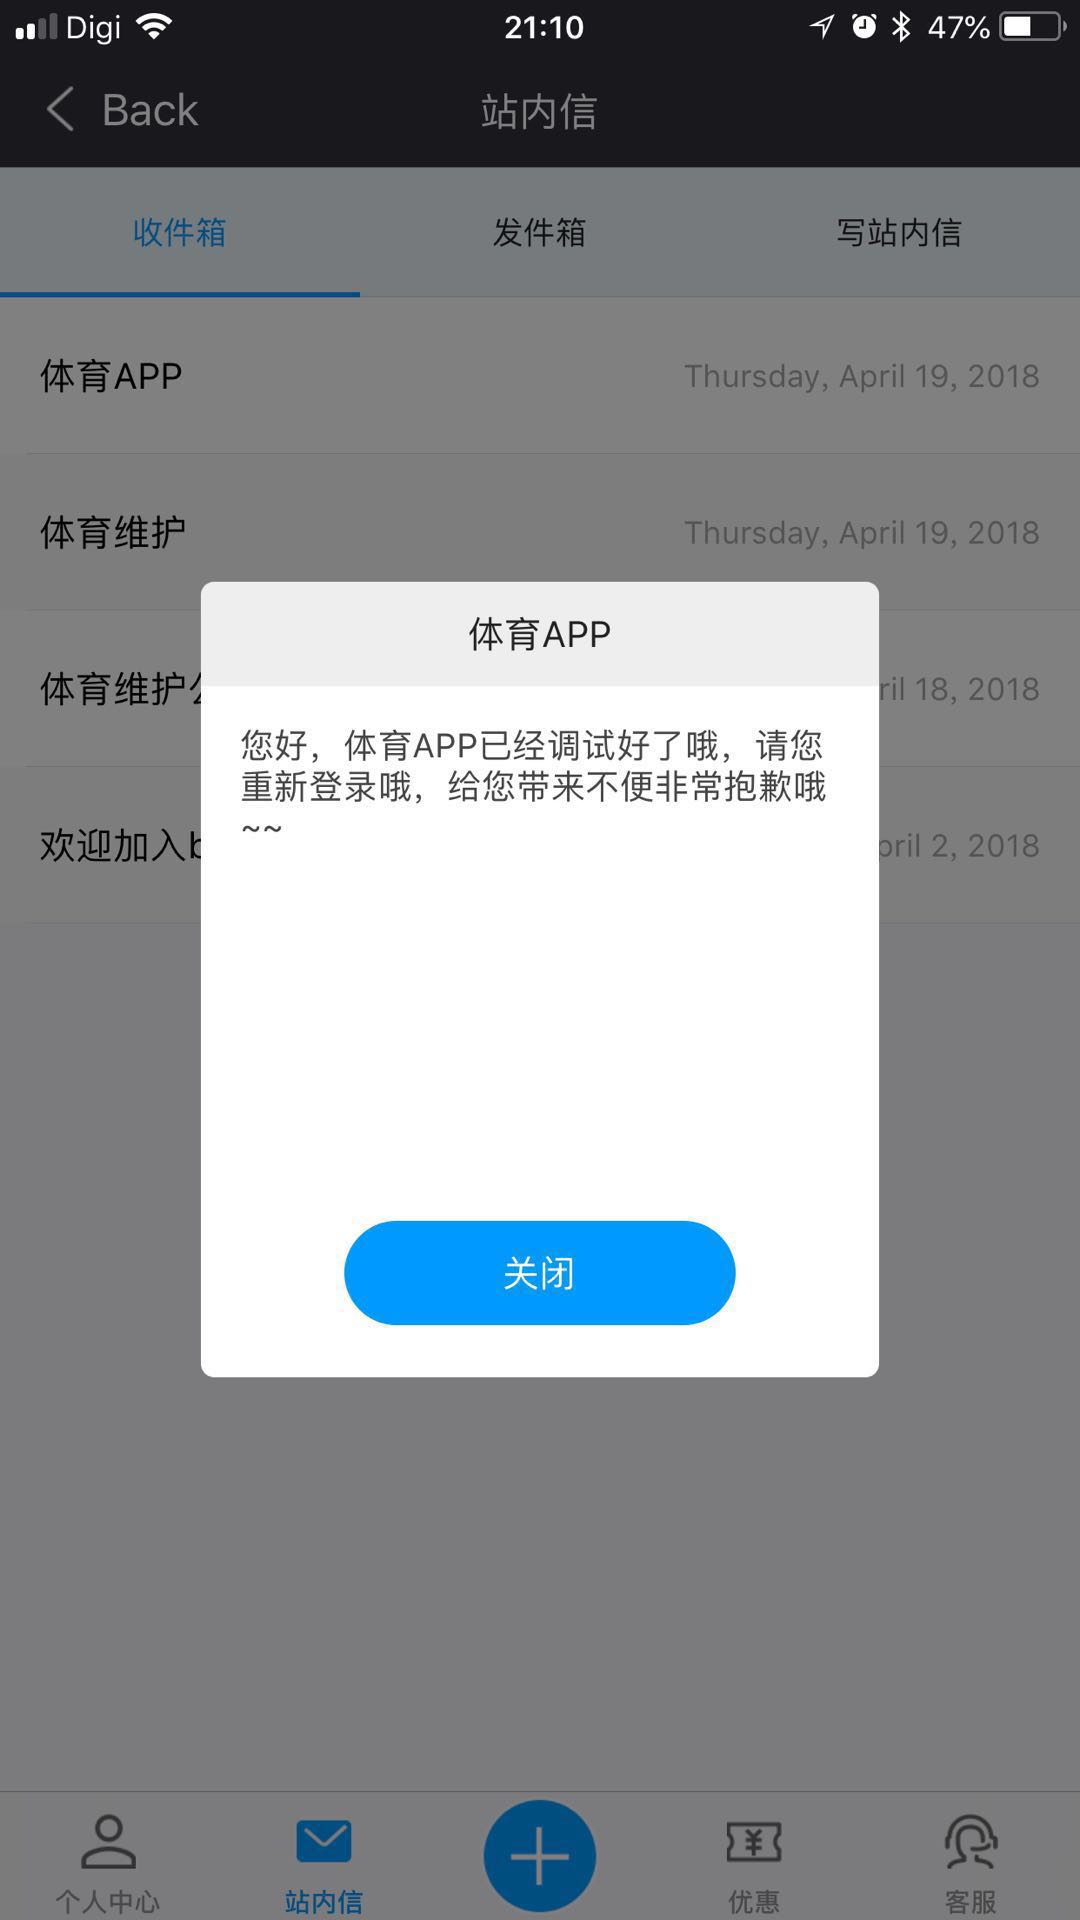 Digi 21:10 47%
Back 站内信
收件箱 发件箱 写站内信
体育APP Thursday, April 19, 2018
体育维护 Thursday, April 19, 2018
体育维护 ril 18, 2018
欢迎加入 pril 2, 2018
体育APP
您好，体育APP已经调试好了哦，请您
重新登录哦，给您带来不便非常抱歉哦
~~
关闭
个人中心 站内信 优惠 客服